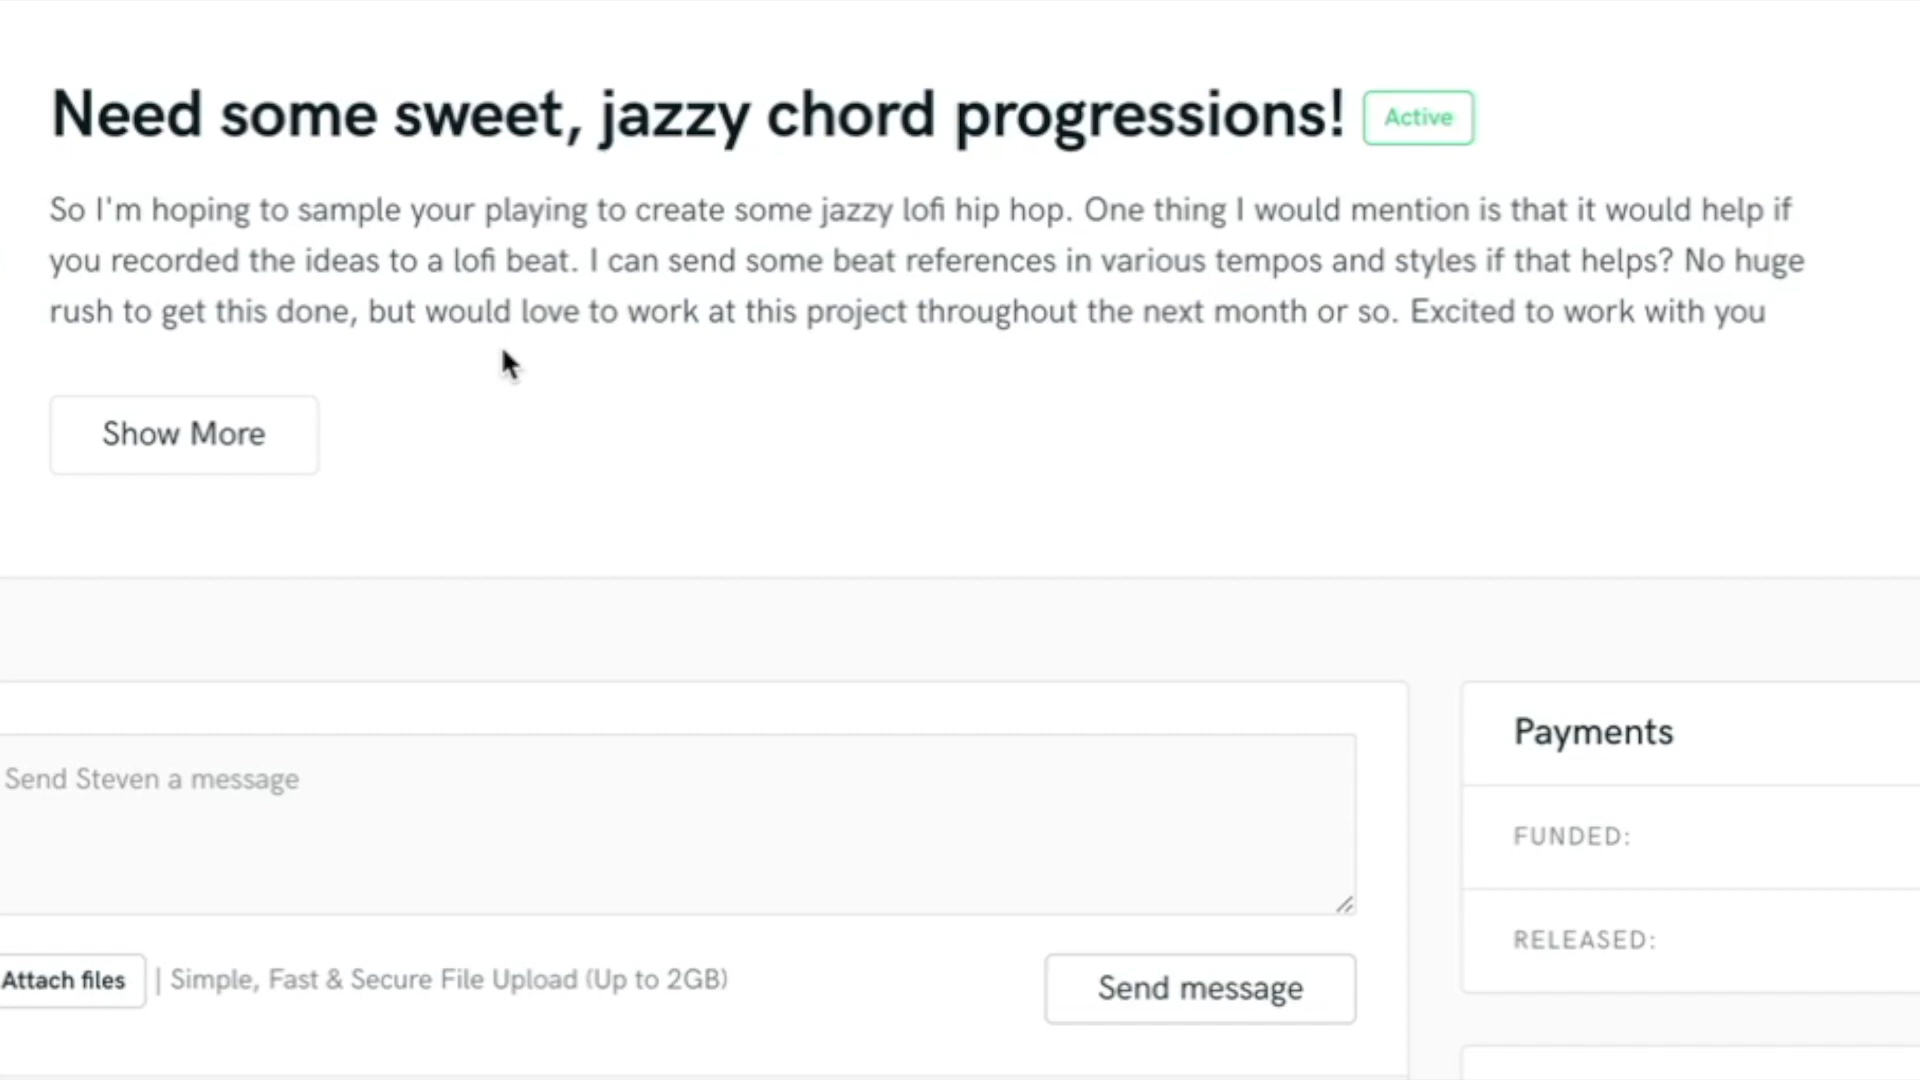 Need some sweet, jazzy chord progressions! Active
So I'm hoping to sample your playing to create some jazzy lofi hip hop. One thing I would mention is that it would help if
you recorded the ideas to a lofi beat. I can send some beat references in various tempos and styles if that helps? No huge
rush to get this done, but would love to work at this project throughout the next month or so. Excited to work with you
Show More
Send Steven a message
Attach files | Simple, Fast & Secure File Upload (Up to 2GB)
Send message
Payments
FUNDED:
RELEASED: